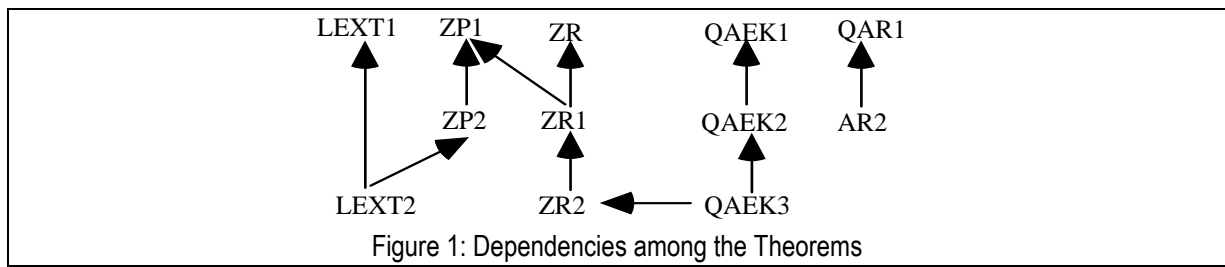 LEXT1 ZP1 ZR QAEK1 QAR1
ZP2 ZR1 QAEK2 AR2
LEXT2 ZR2 QAEK3
Figure 1: Dependencies among the Theorems